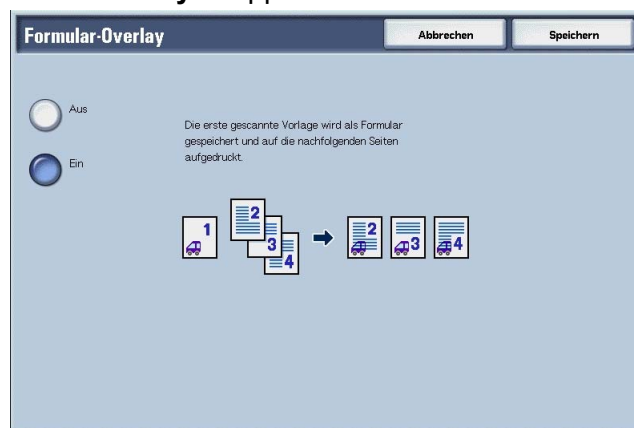 Formular-Overlay
Abbrechen
Speichern
Aus
Die erste gescannte Vorlage wird als Formular
gespeichert und auf die nachfolgenden Seiten
aufgedruckt.
Ein
1
2
3
4
2
3
4